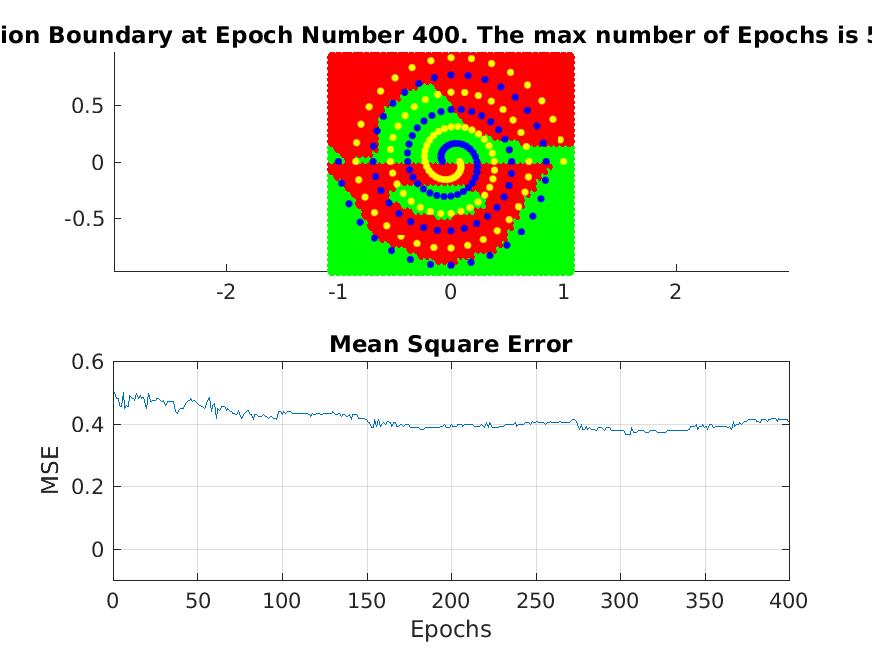 ion Boundary at Epoch Number 400. The max number of Epochs is 5
0.5
0
-0.5
-2 -1 0 1 2
Mean Square Error
0.6
0.4
0.2
0
MSE
0 50 100 150 200 250 300 350 400
Epochs